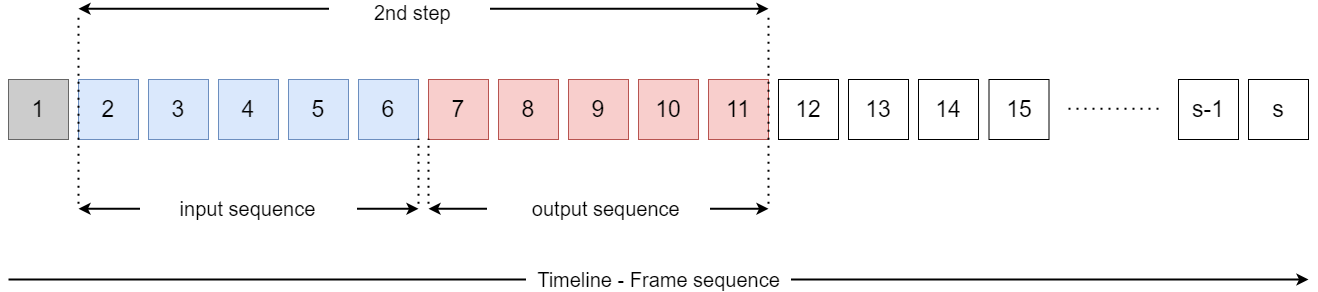 2nd step
1 2 3 4 5 6 7 8 9 10 11 12 13 14 15 ............ s-1 s
input sequence output sequence
Timeline - Frame sequence